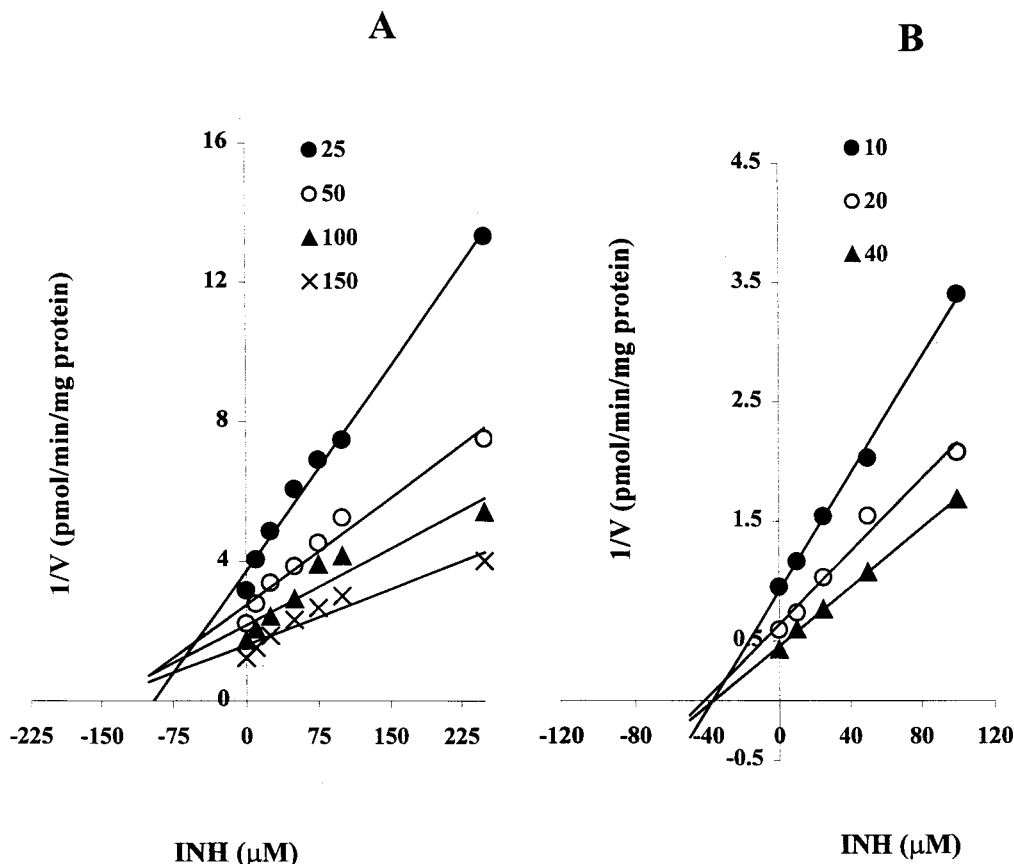 A
B
16
12
8
4
0
● 25
○ 50
▲ 100
× 150
1/V (pmol/min/mg protein)
-225 -150 -75 0 75 150 225
INH (µM)
4.5
3.5
2.5
1.5
0.5
-0.5
● 10
○ 20
▲ 40
1/V (pmol/min/mg protein)
-120 -80 -40 0 40 80 120
INH (µM)